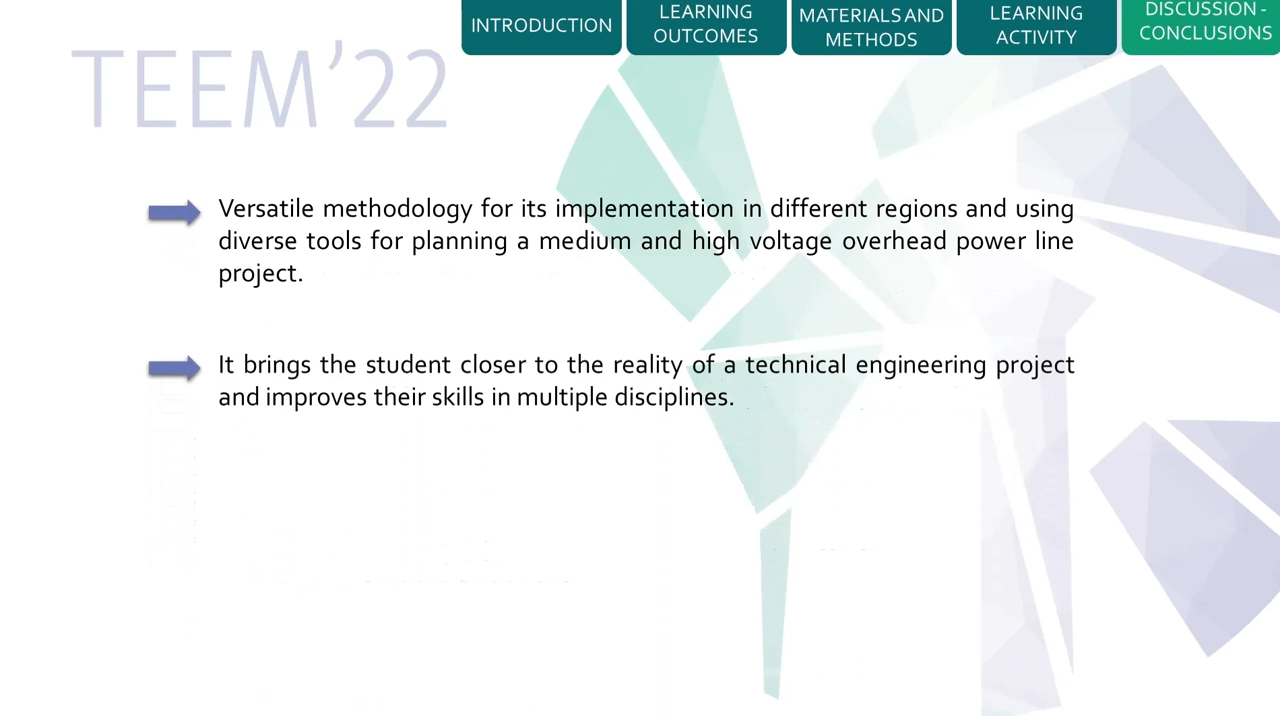 INTRODUCTION
LEARNING
OUTCOMES
MATERIALS AND
METHODS
LEARNING
ACTIVITY
DISCUSSION -
CONCLUSIONS
TEEM'22
Versatile methodology for its implementation in different regions and using
diverse tools for planning a medium and high voltage overhead power line
project.
It brings the student closer to the reality of a technical engineering project
and improves their skills in multiple disciplines.